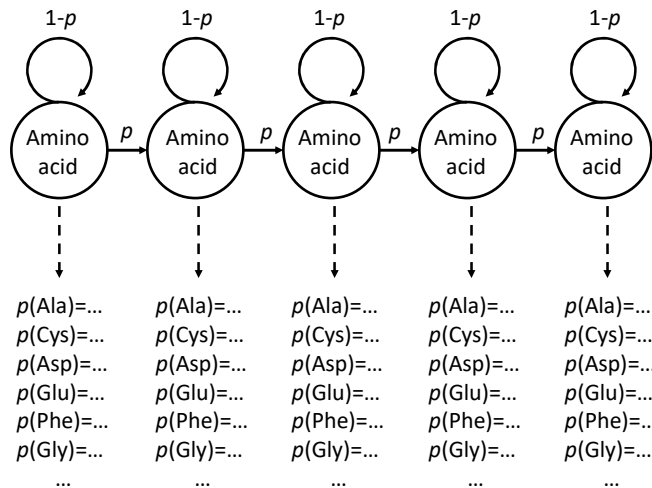 1-p 1-p 1-p 1-p 1-p
Amino acid p Amino acid p Amino acid p Amino acid p Amino acid
p(Ala)=... p(Ala)=... p(Ala)=... p(Ala)=... p(Ala)=...
p(Cys)=... p(Cys)=... p(Cys)=... p(Cys)=... p(Cys)=...
p(Asp)=... p(Asp)=... p(Asp)=... p(Asp)=... p(Asp)=...
p(Glu)=... p(Glu)=... p(Glu)=... p(Glu)=... p(Glu)=...
p(Phe)=... p(Phe)=... p(Phe)=... p(Phe)=... p(Phe)=...
p(Gly)=... p(Gly)=... p(Gly)=... p(Gly)=... p(Gly)=...
... ... ... ... ...